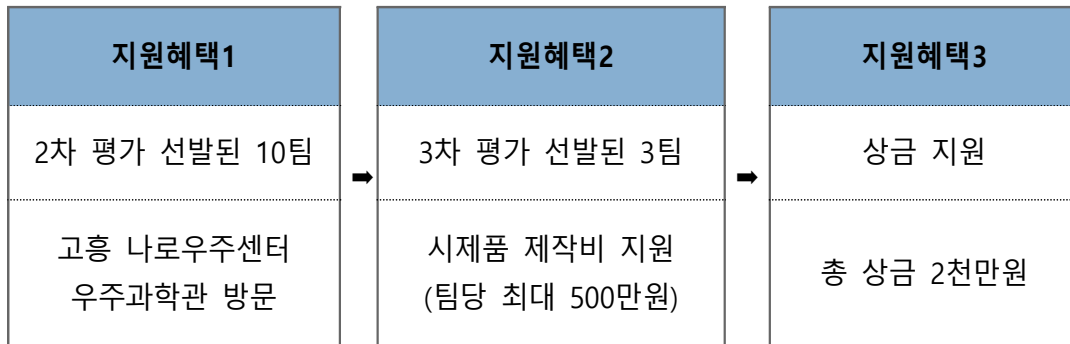 지원혜택1
2차 평가 선발된 10팀
고흥 나로우주센터
우주과학관 방문
➡
지원혜택2
3차 평가 선발된 3팀
시제품 제작비 지원
(팀당 최대 500만원)
➡
지원혜택3
상금 지원
총 상금 2천만원